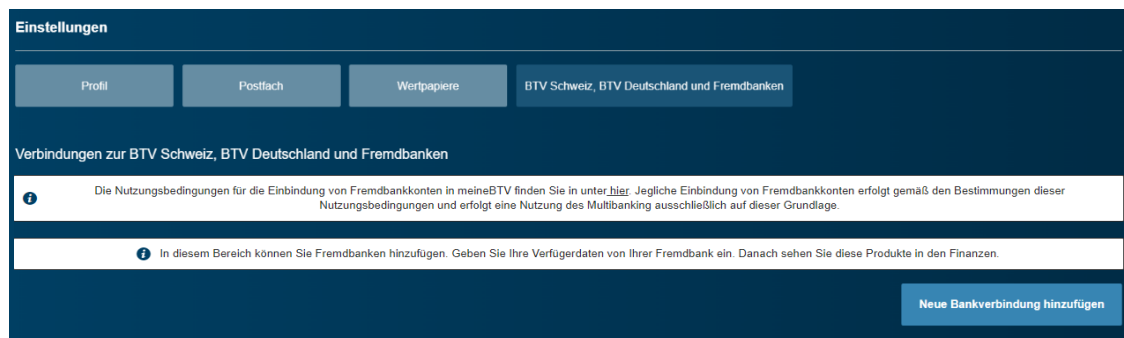 Einstellungen
Profil
Postfach
Wertpapiere
BTV Schweiz, BTV Deutschland und Fremdbanken
Verbindungen zur BTV Schweiz, BTV Deutschland und Fremdbanken
Die Nutzungsbedingungen für die Einbindung von Fremdbankkonten in meineBTV finden Sie in unter hier. Jegliche Einbindung von Fremdbankkonten erfolgt gemäß den Bestimmungen dieser
Nutzungsbedingungen und erfolgt eine Nutzung des Multibanking ausschließlich auf dieser Grundlage.
In diesem Bereich können Sie Fremdbanken hinzufügen. Geben Sie Ihre Verfügerdaten von Ihrer Fremdbank ein. Danach sehen Sie diese Produkte in den Finanzen.
Neue Bankverbindung hinzufügen